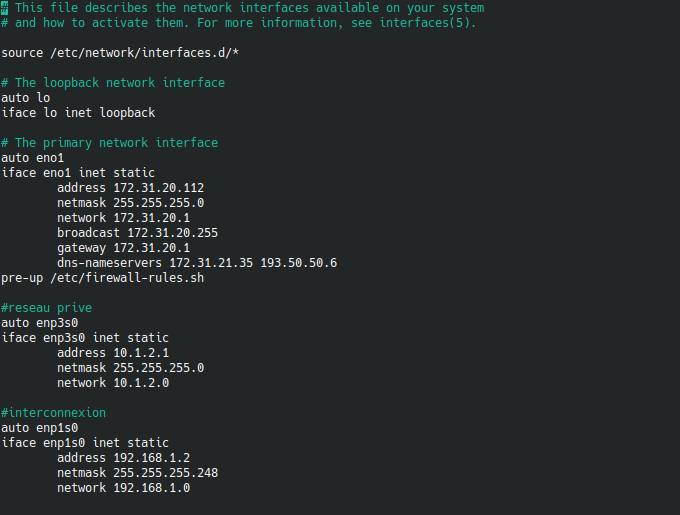 # This file describes the network interfaces available on your system
# and how to activate them. For more information, see interfaces(5).
source /etc/network/interfaces.d/*
# The loopback network interface
auto lo
iface lo inet loopback
# The primary network interface
auto eno1
iface eno1 inet static
address 172.31.20.112
netmask 255.255.255.0
network 172.31.20.1
broadcast 172.31.20.255
gateway 172.31.20.1
dns-nameservers 172.31.21.35 193.50.50.6
pre-up /etc/firewall-rules.sh
#reseau prive
auto enp3s0
iface enp3s0 inet static
address 10.1.2.1
netmask 255.255.255.0
network 10.1.2.0
#interconnexion
auto enp1s0
iface enp1s0 inet static
address 192.168.1.2
netmask 255.255.255.248
network 192.168.1.0